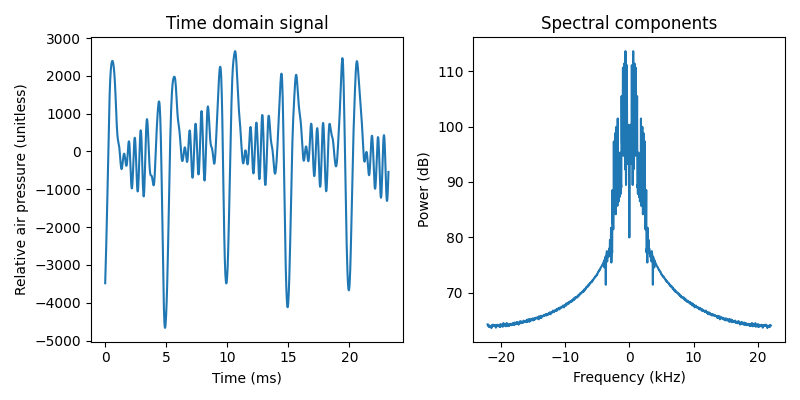 Time domain signal
Relative air pressure (unitless)
3000
2000
1000
0
−1000
−2000
−3000
−4000
−5000
0 5 10 15 20
Time (ms)
Spectral components
Power (dB)
110
100
90
80
70
−20 −10 0 10 20
Frequency (kHz)